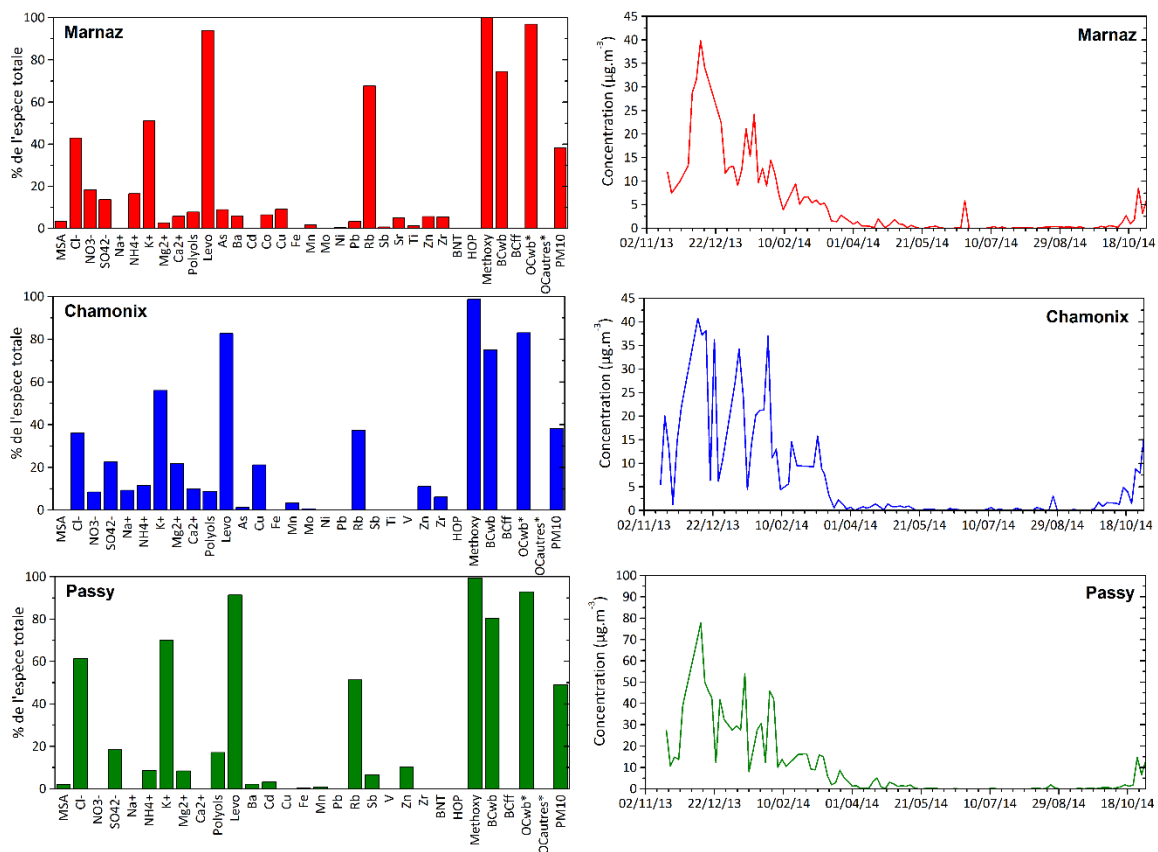 Marnaz
% de l'espèce totale
100
80
60
40
20
0
MSA Cl- NO3- SO42- Na+ NH4+ K+ Mg2+ Ca2+ Polyols Levo As Ba Cd Co Cu Fe Mn Mo Ni Pb Rb Sb Sr Ti Zn Zr BNT HOP Methoxy BCwb BCff OCwb* OCautres* PM10
Marnaz
Concentration (µg.m-3)
45
40
35
30
25
20
15
10
5
0
02/11/13 22/12/13 10/02/14 01/04/14 21/05/14 10/07/14 29/08/14 18/10/14
Chamonix
% de l'espèce totale
100
80
60
40
20
0
MSA Cl- NO3- SO42- Na+ NH4+ K+ Mg2+ Ca2+ Polyols Levo As Cu Fe Mn Mo Ni Pb Rb Sb Ti V Zn Zr HOP Methoxy BCwb BCff OCwb* OCautres* PM10
Chamonix
Concentration (µg.m-3)
45
40
35
30
25
20
15
10
5
0
02/11/13 22/12/13 10/02/14 01/04/14 21/05/14 10/07/14 29/08/14 18/10/14
Passy
% de l'espèce totale
100
80
60
40
20
0
MSA Cl- NO3- SO42- Na+ NH4+ K+ Mg2+ Ca2+ Polyols Levo Ba Cd Cu Fe Mn Pb Rb Sb V Zn Zr BNT HOP Methoxy BCwb BCff OCwb* OCautres* PM10
Passy
Concentration (µg.m-3)
100
90
80
70
60
50
40
30
20
10
0
02/11/13 22/12/13 10/02/14 01/04/14 21/05/14 10/07/14 29/08/14 18/10/14